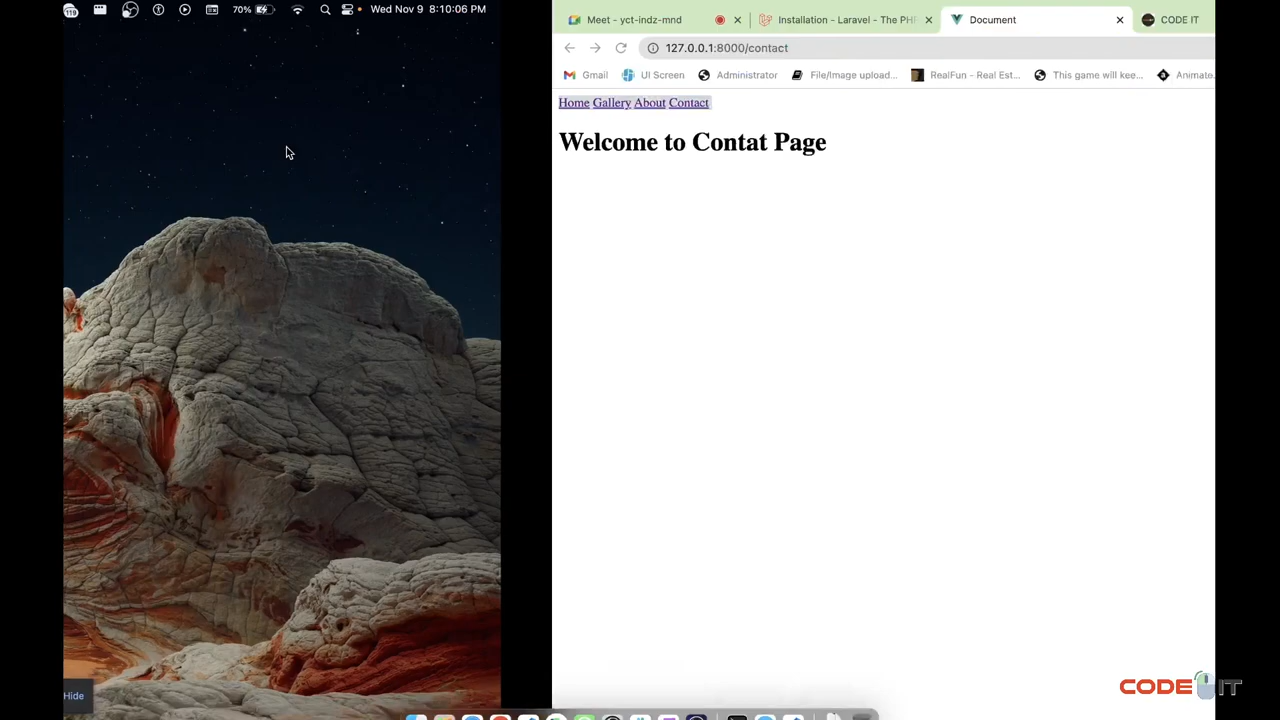 119
70%
Wed Nov 9 8:10:06 PM
Meet - yct-indz-mnd
Installation - Laravel - The PHP
Document
CODE IT
127.0.0.1:8000/contact
Gmail
UI Screen
Administrator
File/Image upload...
RealFun - Real Est...
This game will kee...
Animate.
Home Gallery About Contact
Welcome to Contat Page
Hide
CODE IT